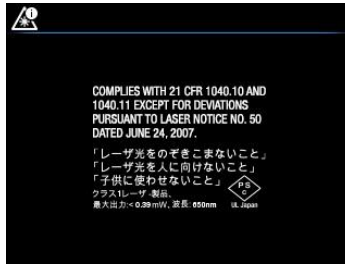 COMPLIES WITH 21 CFR 1040.10 AND
1040.11 EXCEPT FOR DEVIATIONS
PURSUANT TO LASER NOTICE NO. 50
DATED JUNE 24, 2007.
「レーザ光をのぞきこまないこと」
「レーザ光を人に向けないこと」
「子供に使わせないこと」
クラス1レーザ-製品、
最大出力:< 0.39 mW, 波長: 650nm
PS
C
UL Japan